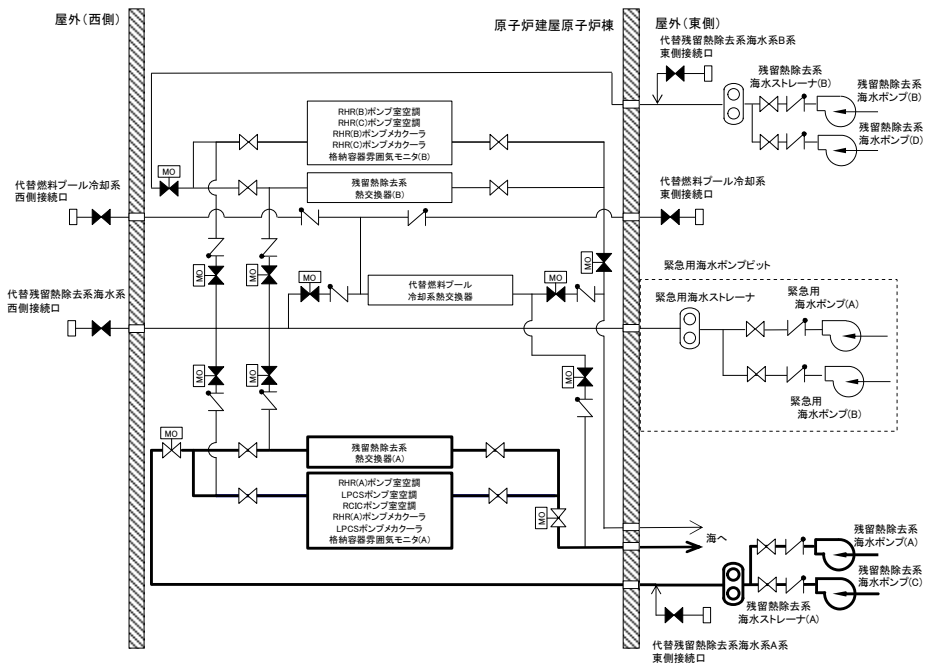 屋外（西側）
原子炉建屋原子炉棟
屋外（東側）
代替残留熱除去系海水系B系
東側接続口
残留熱除去系
海水ストレーナ(B)
残留熱除去系
海水ポンプ(B)
残留熱除去系
海水ポンプ(D)
RHR(B)ポンプ室空調
RHR(C)ポンプ室空調
RHR(B)ポンプメカクーラ
RHR(C)ポンプメカクーラ
格納容器雰囲気モニタ(B)
MO
残留熱除去系
熱交換器(B)
代替燃料プール冷却系
西側接続口
代替燃料プール冷却系
東側接続口
MO
MO
MO
MO
MO
代替燃料プール
冷却系熱交換器
緊急用海水ポンプピット
代替残留熱除去系海水系
西側接続口
緊急用海水ストレーナ
緊急用
海水ポンプ(A)
緊急用
海水ポンプ(B)
MO
MO
MO
MO
残留熱除去系
熱交換器(A)
RHR(A)ポンプ室空調
LPCSポンプ室空調
RCICポンプ室空調
RHR(A)ポンプメカクーラ
LPCSポンプメカクーラ
格納容器雰囲気モニタ(A)
MO
海へ
残留熱除去系
海水ポンプ(A)
残留熱除去系
海水ポンプ(C)
残留熱除去系
海水ストレーナ(A)
代替残留熱除去系海水系A系
東側接続口